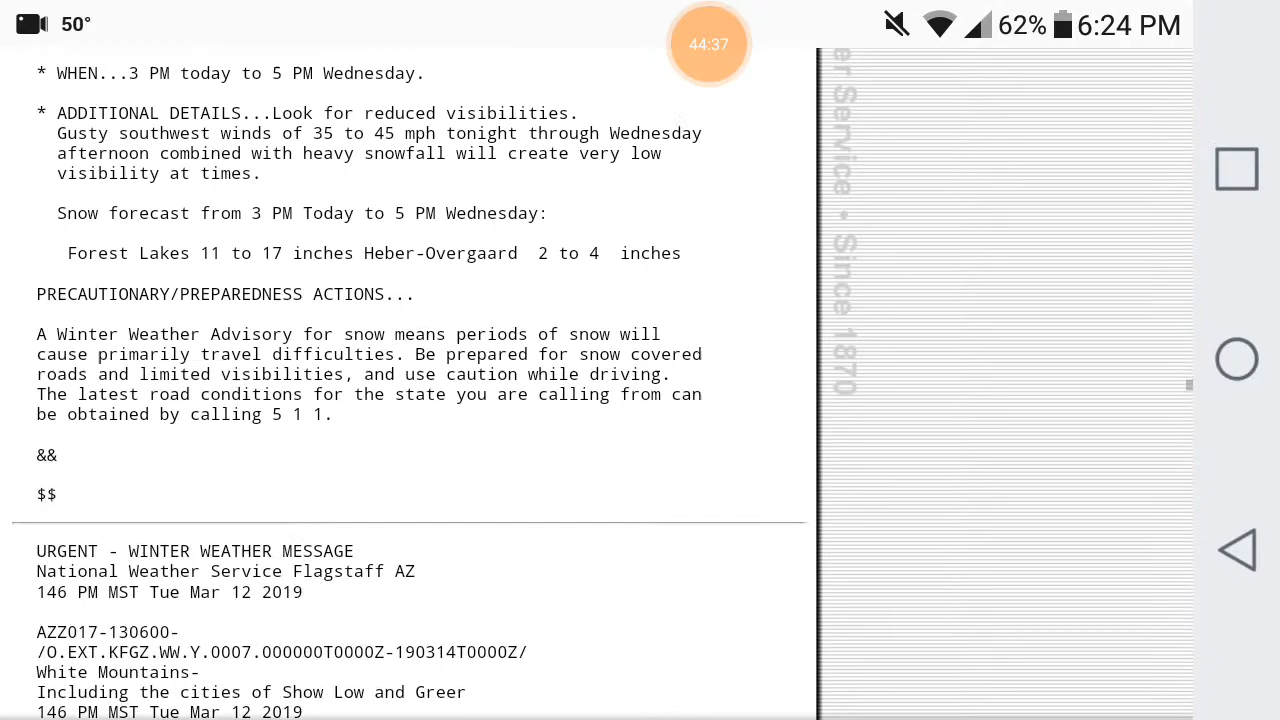 50°
44:37
62%
6:24 PM
* WHEN...3 PM today to 5 PM Wednesday.
* ADDITIONAL DETAILS...Look for reduced visibilities.
Gusty southwest winds of 35 to 45 mph tonight through Wednesday
afternoon combined with heavy snowfall will create very low
visibility at times.
Snow forecast from 3 PM Today to 5 PM Wednesday:
Forest Lakes 11 to 17 inches Heber-Overgaard  2 to 4  inches
PRECAUTIONARY/PREPAREDNESS ACTIONS...
A Winter Weather Advisory for snow means periods of snow will
cause primarily travel difficulties. Be prepared for snow covered
roads and limited visibilities, and use caution while driving.
The latest road conditions for the state you are calling from can
be obtained by calling 5 1 1.
&&
$$
URGENT - WINTER WEATHER MESSAGE
National Weather Service Flagstaff AZ
146 PM MST Tue Mar 12 2019
AZZ017-130600-
/O.EXT.KFGZ.WW.Y.0007.000000T0000Z-190314T0000Z/
White Mountains-
Including the cities of Show Low and Greer
146 PM MST Tue Mar 12 2019
er Service • Since 1870